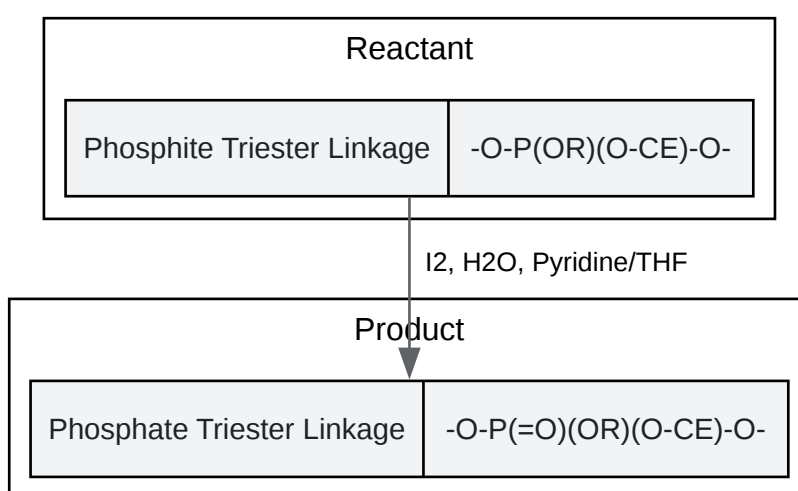 Reactant
Phosphite Triester Linkage
-O-P(OR)(O-CE)-O-
I2, H2O, Pyridine/THF
Product
Phosphate Triester Linkage
-O-P(=O)(OR)(O-CE)-O-